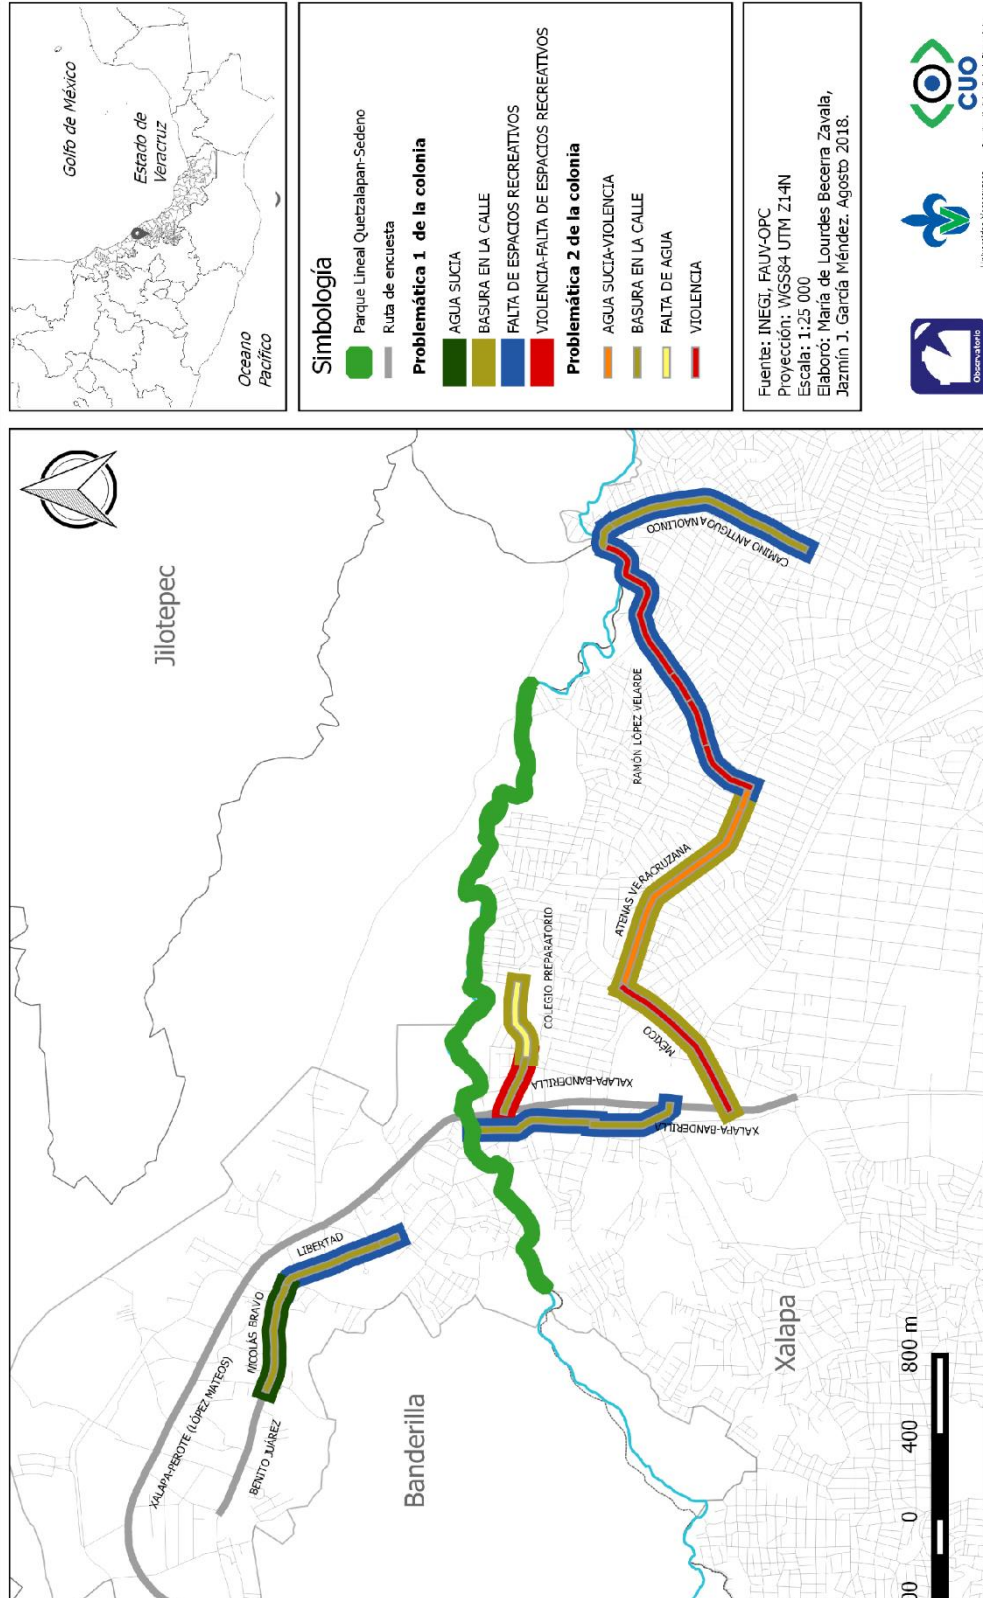 Golfo de México
Estado de
Veracruz
Oceano
Pacífico
Simbología
Parque Lineal Quetzalapan-Sedeno
Ruta de encuesta
Problemática 1 de la colonia
AGUA SUCIA
BASURA EN LA CALLE
FALTA DE ESPACIOS RECREATIVOS
VIOLENCIA-FALTA DE ESPACIOS RECREATIVOS
Problemática 2 de la colonia
AGUA SUCIA-VIOLENCIA
BASURA EN LA CALLE
FALTA DE AGUA
VIOLENCIA
Fuente: INEGI, FAUV-OPC
Proyección: WGS84 UTM Z14N
Escala: 1:25 000
Elaboró: María de Lourdes Becerra Zavala,
Jazmín J. García Méndez. Agosto 2018.
Observatorio
CUO
Jilotepec
CAMINO ANTIGUO A NAOLINCO
RAMÓN LÓPEZ VELARDE
ATENAS VERACRUZANA
COLEGIO PREPARATORIO
MÉXICO
XALAPA-BANDERILLA
XALAPA-BANDERILLA
LIBERTAD
NICOLÁS BRAVO
XALAPA-PEROTE (LÓPEZ MATEOS)
BENITO JUÁREZ
Banderilla
Xalapa
0 400 800 m